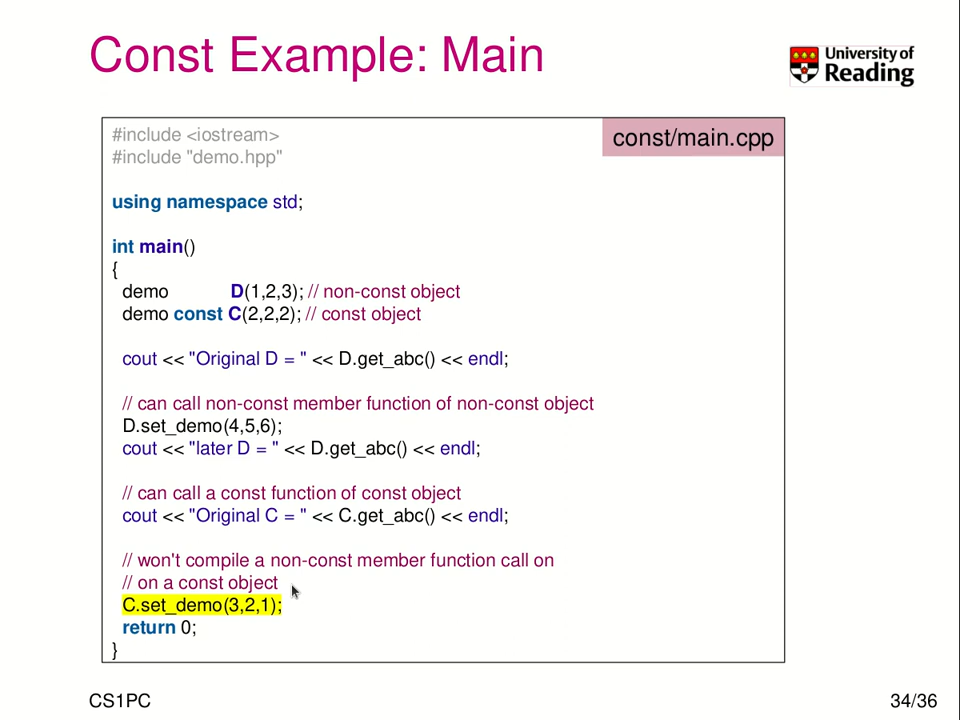 Const Example: Main
University of
Reading
const/main.cpp
#include <iostream>
#include "demo.hpp"
using namespace std;
int main()
{
demo D(1,2,3); // non-const object
demo const C(2,2,2); // const object
cout << "Original D = " << D.get_abc() << endl;
// can call non-const member function of non-const object
D.set_demo(4,5,6);
cout << "later D = " << D.get_abc() << endl;
// can call a const function of const object
cout << "Original C = " << C.get_abc() << endl;
// won't compile a non-const member function call on
// on a const object
C.set_demo(3,2,1);
return 0;
}
CS1PC
34/36